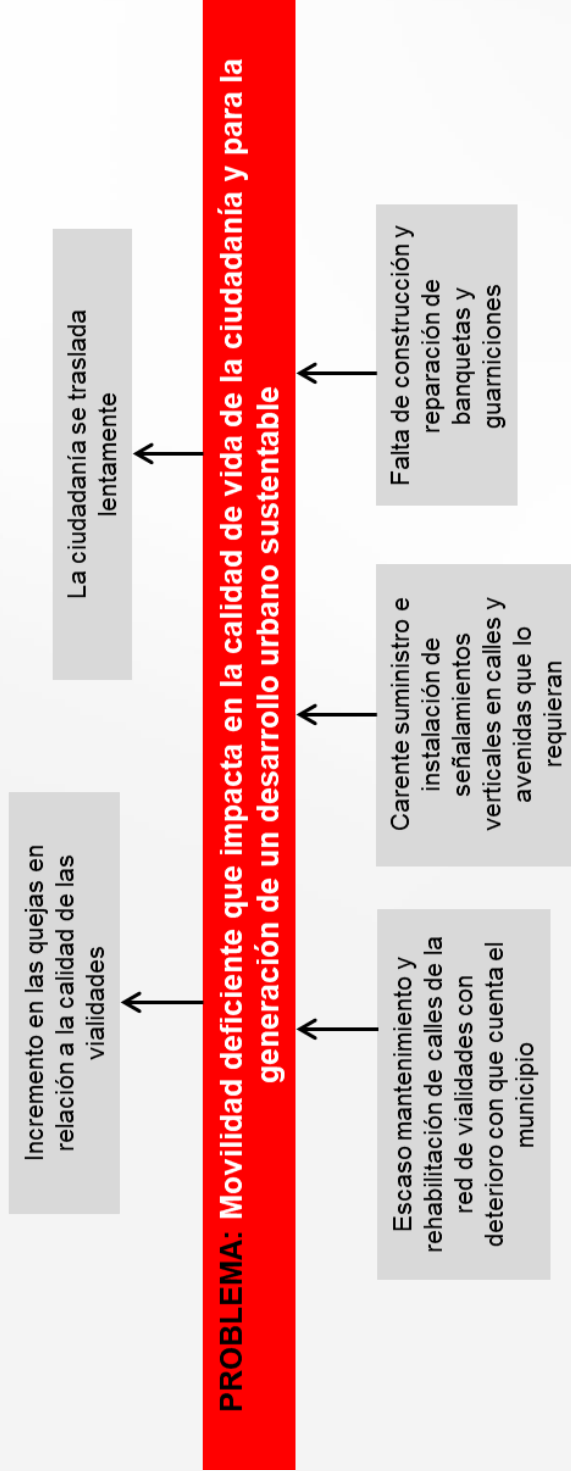 Incremento en las quejas en
relación a la calidad de las
vialidades
La ciudadanía se traslada
lentamente
PROBLEMA: Movilidad deficiente que impacta en la calidad de vida de la ciudadanía y para la
generación de un desarrollo urbano sustentable
Escaso mantenimiento y
rehabilitación de calles de la
red de vialidades con
deterioro con que cuenta el
municipio
Carente suministro e
instalación de
señalamientos
verticales en calles y
avenidas que lo
requieran
Falta de construcción y
reparación de
banquetas y
guarniciones